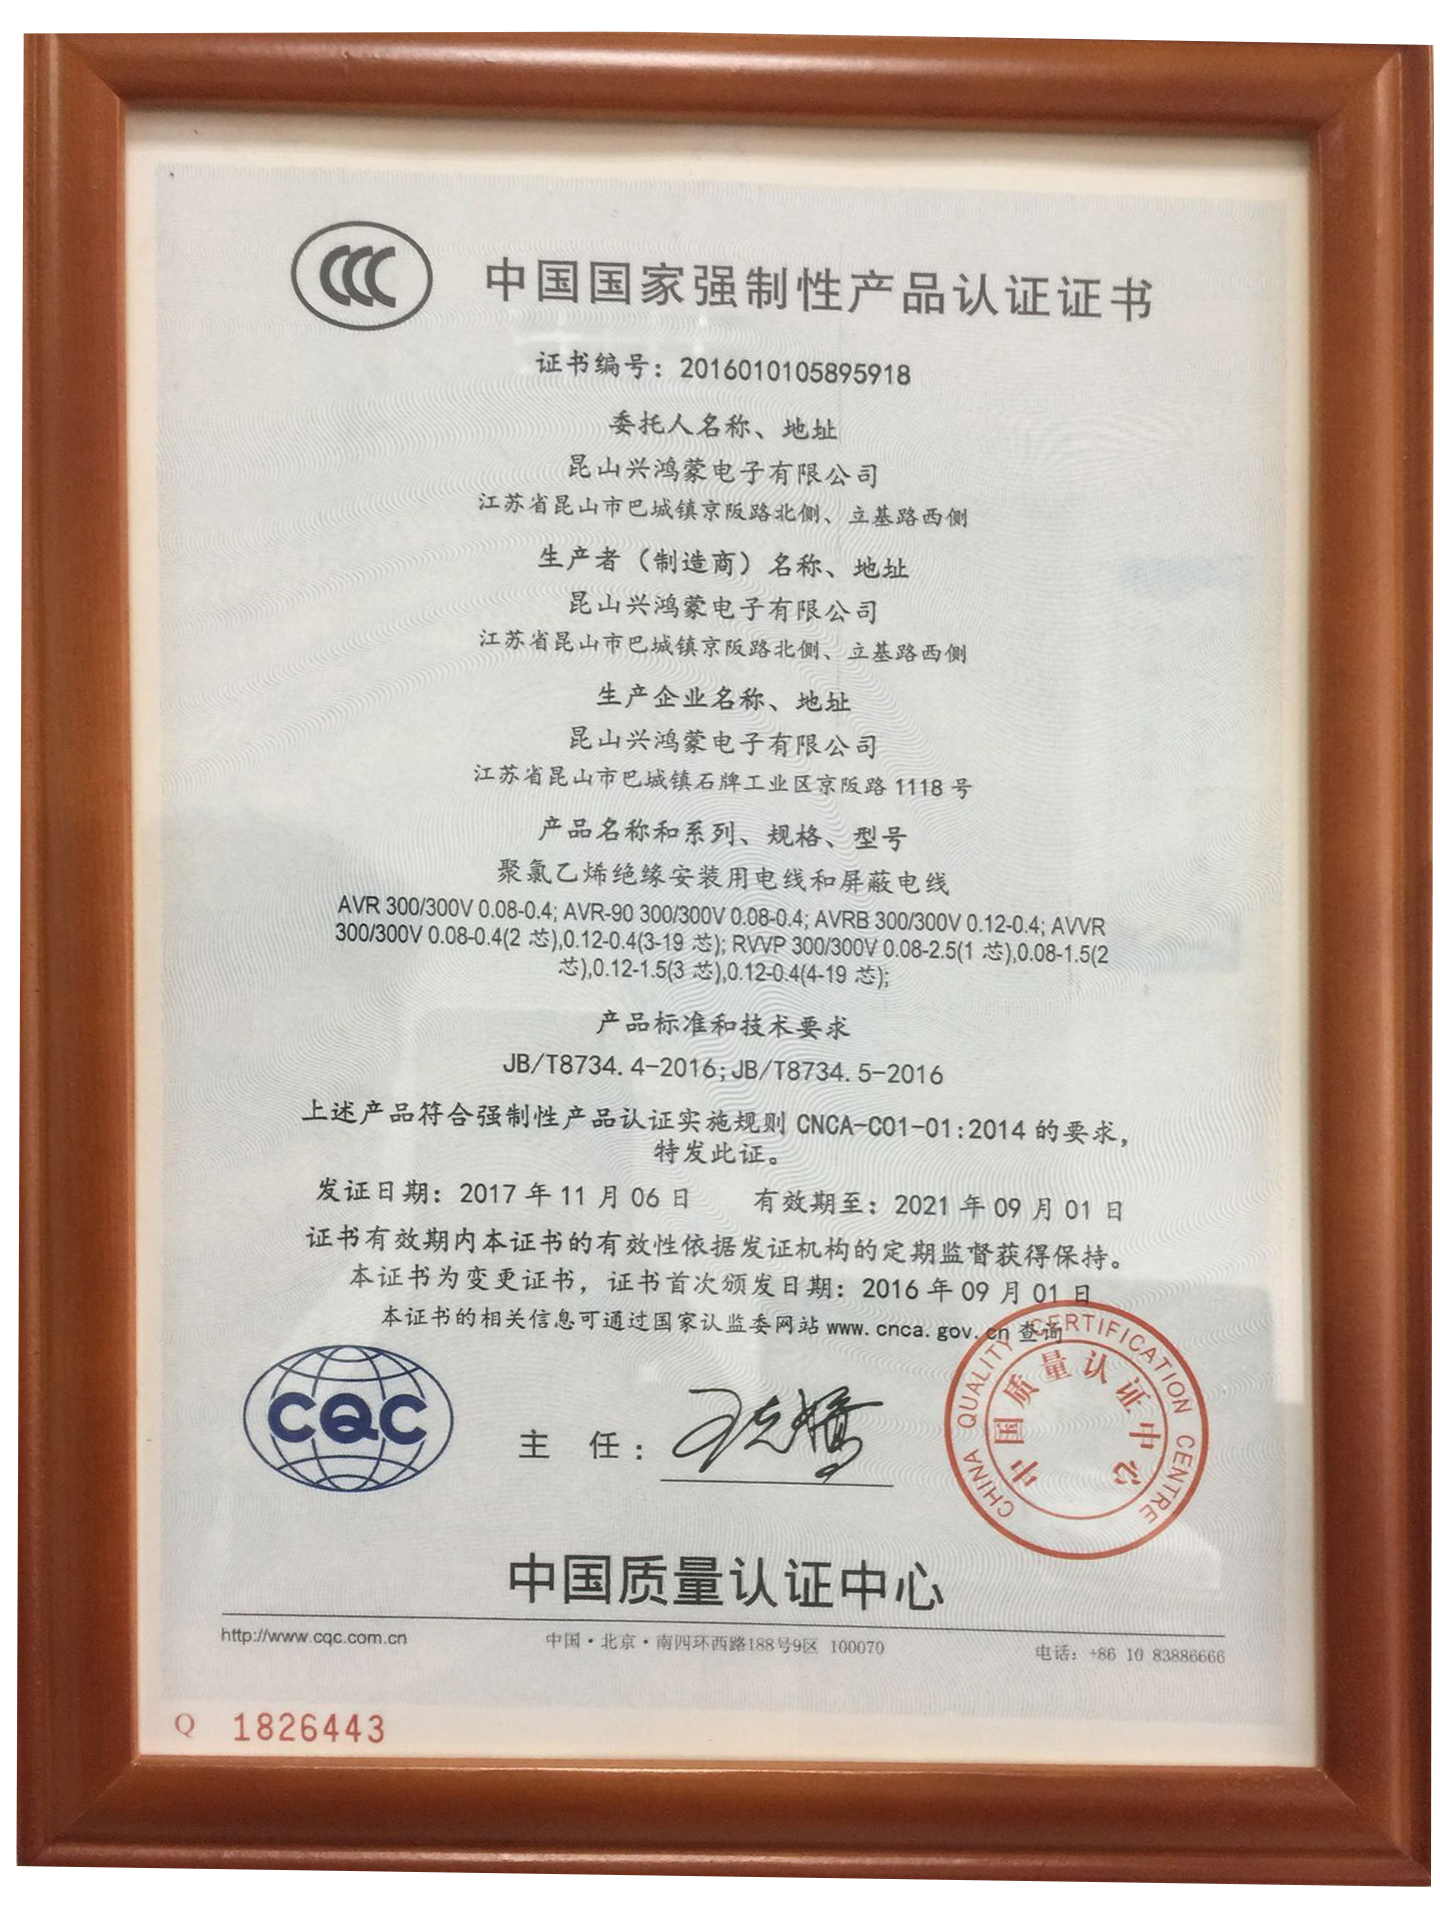 CCC
中国国家强制性产品认证证书
证书编号：2016010105895918
委托人名称、地址
昆山兴鸿蒙电子有限公司
江苏省昆山市巴城镇京阪路北侧、立基路西侧
生产者（制造商）名称、地址
昆山兴鸿蒙电子有限公司
江苏省昆山市巴城镇京阪路北侧、立基路西侧
生产企业名称、地址
昆山兴鸿蒙电子有限公司
江苏省昆山市巴城镇石牌工业区京阪路 1118 号
产品名称和系列、规格、型号
聚氯乙烯绝缘安装用电线和屏蔽电线
AVR 300/300V 0.08-0.4; AVR-90 300/300V 0.08-0.4; AVRB 300/300V 0.12-0.4; AVVR
300/300V 0.08-0.4(2 芯),0.12-0.4(3-19 芯); RVVP 300/300V 0.08-2.5(1 芯),0.08-1.5(2
芯),0.12-1.5(3 芯),0.12-0.4(4-19 芯);
产品标准和技术要求
JB/T8734.4-2016;JB/T8734.5-2016
上述产品符合强制性产品认证实施规则 CNCA-C01-01:2014 的要求，
特发此证。
发证日期：2017 年 11 月 06 日 有效期至：2021 年 09 月 01 日
证书有效期内本证书的有效性依据发证机构的定期监督获得保持。
本证书为变更证书，证书首次颁发日期：2016 年 09 月 01 日
本证书的相关信息可通过国家认监委网站 www.cnca.gov.cn 查询
CQC
主 任：
CHINA QUALITY CERTIFICATION CENTRE
中国质量认证中心
中国质量认证中心
http://www.cqc.com.cn 中国·北京·南四环西路188号9区 100070 电话：+86 10 83886666
Q 1826443